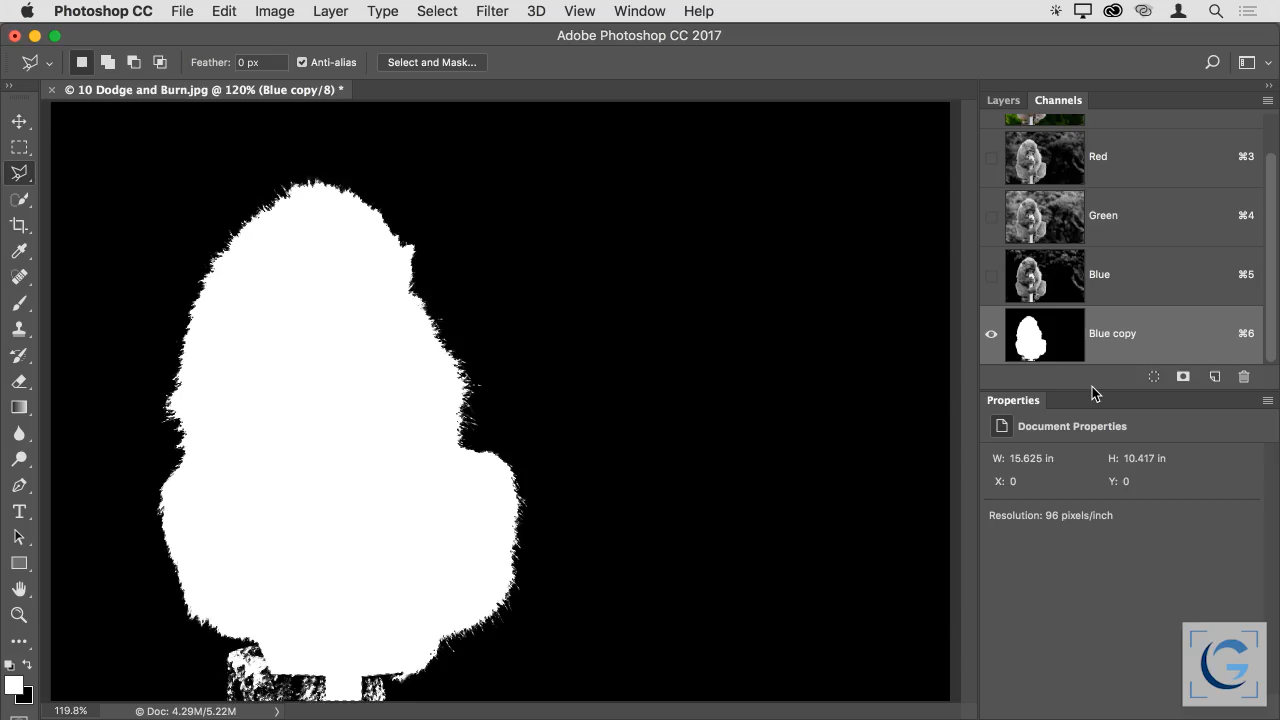 Photoshop CC File Edit Image Layer Type Select Filter 3D View Window Help
Adobe Photoshop CC 2017
Feather: 0 px Anti-alias Select and Mask...
© 10 Dodge and Burn.jpg @ 120% (Blue copy/8) *
Layers Channels
Red ⌘3
Green ⌘4
Blue ⌘5
Blue copy ⌘6
Properties
Document Properties
W: 15.625 in H: 10.417 in
X: 0 Y: 0
Resolution: 96 pixels/inch
119.8% © Doc: 4.29M/5.22M